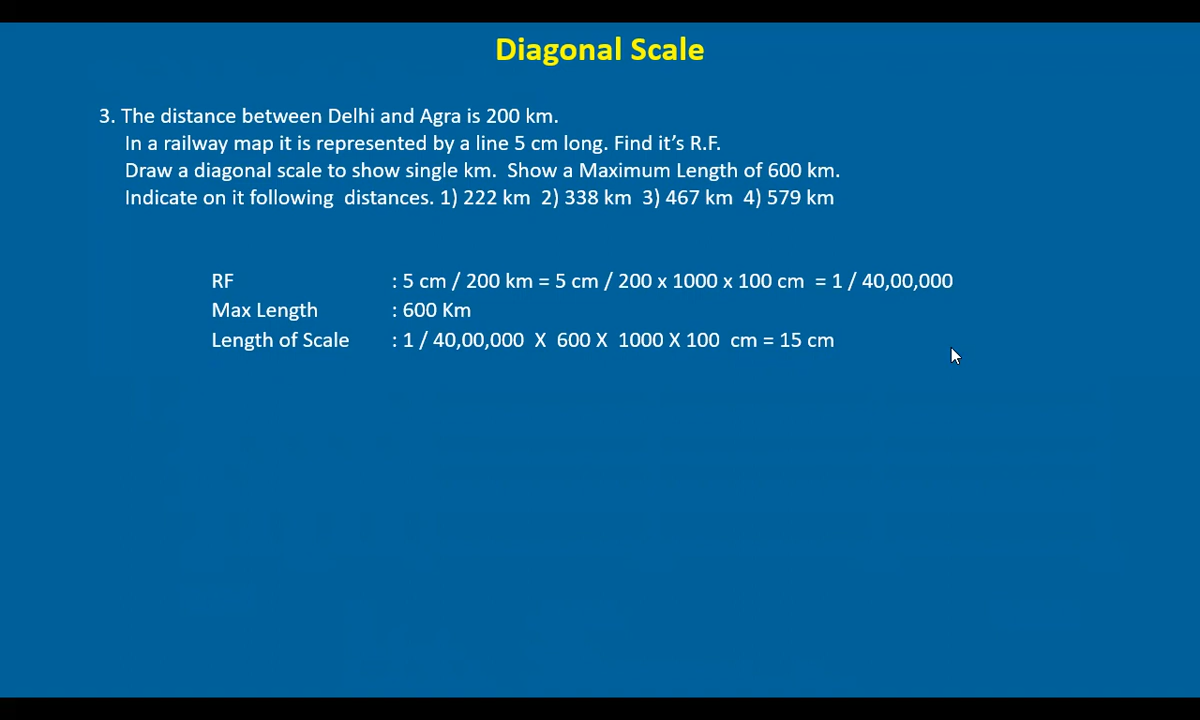 Diagonal Scale
3. The distance between Delhi and Agra is 200 km.
In a railway map it is represented by a line 5 cm long. Find it's R.F.
Draw a diagonal scale to show single km. Show a Maximum Length of 600 km.
Indicate on it following distances. 1) 222 km 2) 338 km 3) 467 km 4) 579 km
RF : 5 cm / 200 km = 5 cm / 200 x 1000 x 100 cm = 1 / 40,00,000
Max Length : 600 Km
Length of Scale : 1 / 40,00,000 X 600 X 1000 X 100 cm = 15 cm